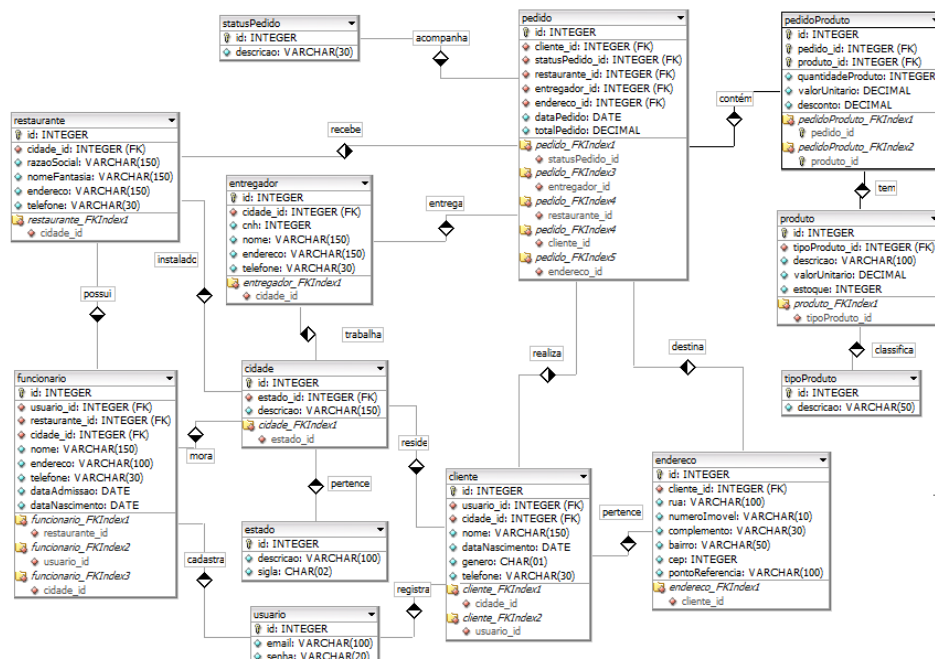 statusPedido
id: INTEGER
descricao: VARCHAR(30)
acompanha
pedido
id: INTEGER
cliente_id: INTEGER (FK)
statusPedido_id: INTEGER (FK)
restaurante_id: INTEGER (FK)
entregador_id: INTEGER (FK)
endereco_id: INTEGER (FK)
dataPedido: DATE
totalPedido: DECIMAL
pedido_FKIndex1
statusPedido_id
pedido_FKIndex3
entregador_id
pedido_FKIndex4
restaurante_id
pedido_FKIndex4
cliente_id
pedido_FKIndex5
endereco_id
contém
pedidoProduto
id: INTEGER
pedido_id: INTEGER (FK)
produto_id: INTEGER (FK)
quantidadeProduto: INTEGER
valorUnitario: DECIMAL
desconto: DECIMAL
pedidoProduto_FKIndex1
pedido_id
pedidoProduto_FKIndex2
produto_id
tem
restaurante
id: INTEGER
cidade_id: INTEGER (FK)
razaoSocial: VARCHAR(150)
nomeFantasia: VARCHAR(150)
endereco: VARCHAR(150)
telefone: VARCHAR(30)
restaurante_FKIndex1
cidade_id
recebe
entregador
id: INTEGER
cidade_id: INTEGER (FK)
cnh: INTEGER
nome: VARCHAR(150)
endereco: VARCHAR(150)
telefone: VARCHAR(30)
entregador_FKIndex1
cidade_id
entrega
produto
id: INTEGER
tipoProduto_id: INTEGER (FK)
descricao: VARCHAR(100)
valorUnitario: DECIMAL
estoque: INTEGER
produto_FKIndex1
tipoProduto_id
instalado
possui
trabalha
realiza
destina
classifica
tipoProduto
id: INTEGER
descricao: VARCHAR(50)
funcionario
id: INTEGER
usuario_id: INTEGER (FK)
restaurante_id: INTEGER (FK)
cidade_id: INTEGER (FK)
nome: VARCHAR(150)
endereco: VARCHAR(100)
telefone: VARCHAR(30)
dataAdmissao: DATE
dataNascimento: DATE
funcionario_FKIndex1
restaurante_id
funcionario_FKIndex2
usuario_id
funcionario_FKIndex3
cidade_id
mora
cidade
id: INTEGER
estado_id: INTEGER (FK)
descricao: VARCHAR(150)
cidade_FKIndex1
estado_id
reside
pertence
estado
id: INTEGER
descricao: VARCHAR(100)
sigla: CHAR(02)
cadastra
registra
usuario
id: INTEGER
email: VARCHAR(100)
senha: VARCHAR(20)
cliente
id: INTEGER
usuario_id: INTEGER (FK)
cidade_id: INTEGER (FK)
nome: VARCHAR(150)
dataNascimento: DATE
genero: CHAR(01)
telefone: VARCHAR(30)
cliente_FKIndex1
cidade_id
cliente_FKIndex2
usuario_id
pertence
endereco
id: INTEGER
cliente_id: INTEGER (FK)
rua: VARCHAR(100)
numeroImovel: VARCHAR(10)
complemento: VARCHAR(30)
bairro: VARCHAR(50)
cep: INTEGER
pontoReferencia: VARCHAR(100)
endereco_FKIndex1
cliente_id